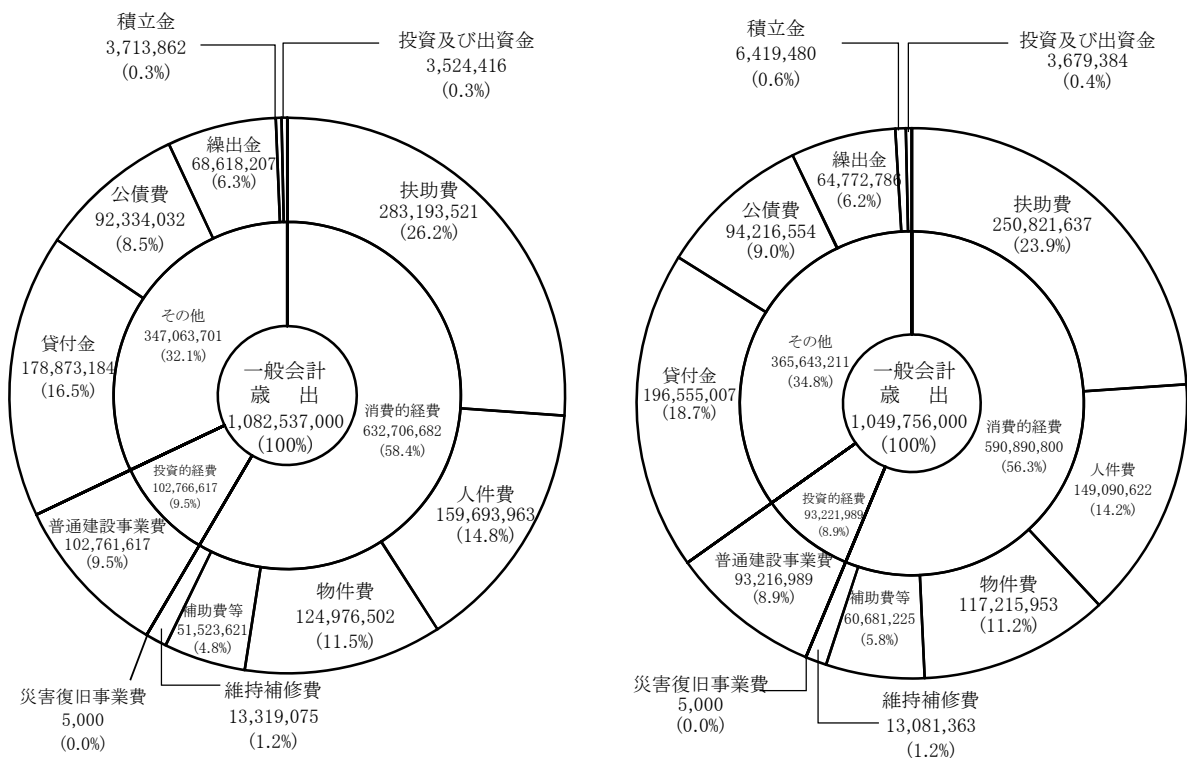 積立金
3,713,862
(0.3%)
投資及び出資金
3,524,416
(0.3%)
繰出金
68,618,207
(6.3%)
公債費
92,334,032
(8.5%)
扶助費
283,193,521
(26.2%)
その他
347,063,701
(32.1%)
貸付金
178,873,184
(16.5%)
一般会計
歳 出
1,082,537,000
(100%)
消費的経費
632,706,682
(58.4%)
投資的経費
102,766,617
(9.5%)
人件費
159,693,963
(14.8%)
普通建設事業費
102,761,617
(9.5%)
物件費
124,976,502
(11.5%)
補助費等
51,523,621
(4.8%)
災害復旧事業費
5,000
(0.0%)
維持補修費
13,319,075
(1.2%)
積立金
6,419,480
(0.6%)
投資及び出資金
3,679,384
(0.4%)
繰出金
64,772,786
(6.2%)
公債費
94,216,554
(9.0%)
扶助費
250,821,637
(23.9%)
その他
365,643,211
(34.8%)
貸付金
196,555,007
(18.7%)
一般会計
歳 出
1,049,756,000
(100%)
消費的経費
590,890,800
(56.3%)
人件費
149,090,622
(14.2%)
投資的経費
93,221,989
(8.9%)
普通建設事業費
93,216,989
(8.9%)
物件費
117,215,953
(11.2%)
補助費等
60,681,225
(5.8%)
災害復旧事業費
5,000
(0.0%)
維持補修費
13,081,363
(1.2%)